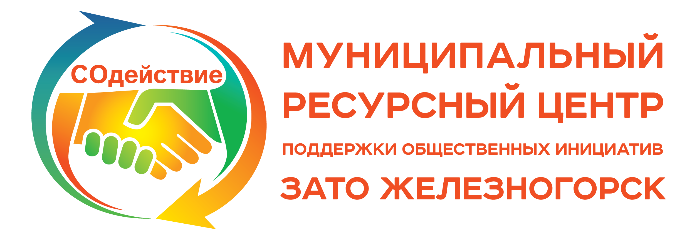 СОдействие
МУНИЦИПАЛЬНЫЙ
РЕСУРСНЫЙ ЦЕНТР
ПОДДЕРЖКИ ОБЩЕСТВЕННЫХ ИНИЦИАТИВ
ЗАТО ЖЕЛЕЗНОГОРСК